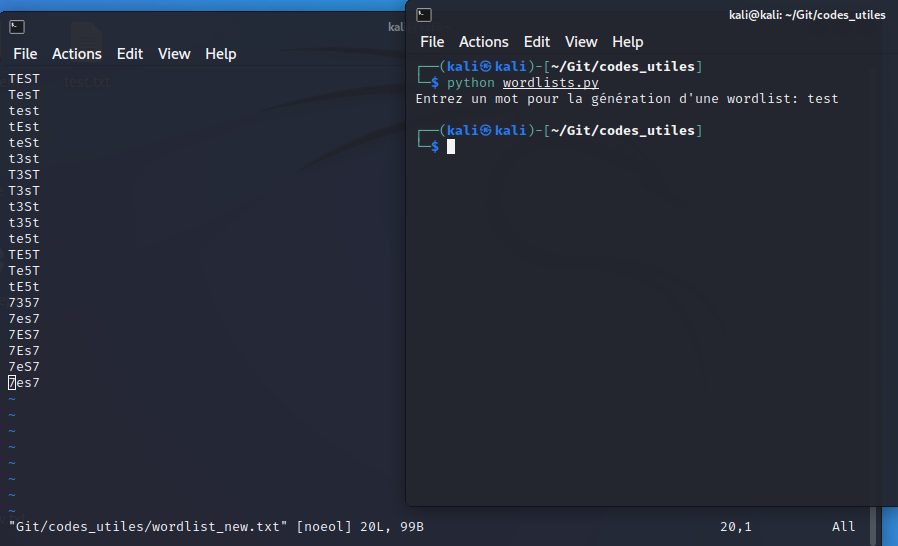 kal
File Actions Edit View Help
test.txt
TEST
TesT
test
tEst
teSt
t3st
T3ST
T3sT
t3St
t35t
te5t
TE5T
Te5T
tE5t
7357
7es7
7ES7
7Es7
7eS7
7es7
~
~
~
~
~
~
~
~
"Git/codes_utiles/wordlist_new.txt" [noeol] 20L, 99B 20,1 All
kali@kali: ~/Git/codes_utiles
File Actions Edit View Help
┌──(kali㉿kali)-[~/Git/codes_utiles]
└─$ python wordlists.py
Entrez un mot pour la génération d'une wordlist: test
┌──(kali㉿kali)-[~/Git/codes_utiles]
└─$